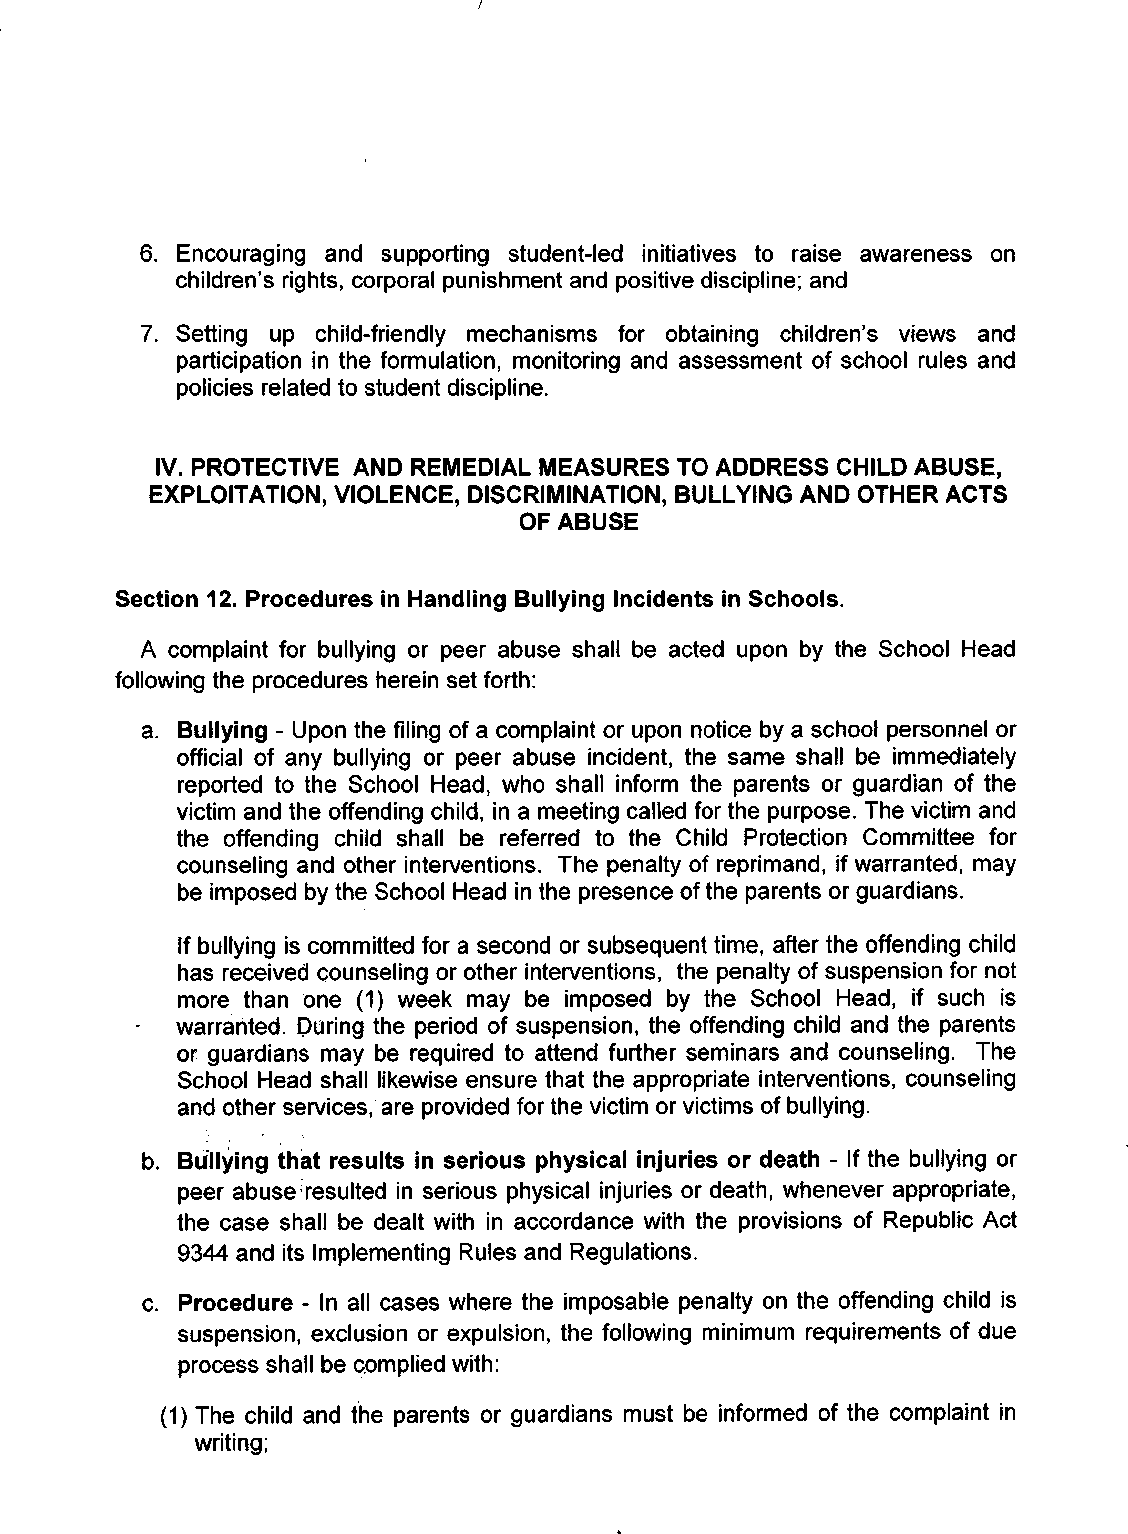 6. Encouraging and supporting student-led initiatives to raise awareness on
children's rights, corporal punishment and positive discipline; and
7. Setting up child-friendly mechanisms for obtaining children's views and
participation in the formulation, monitoring and assessment of school rules and
policies related to student discipline.
IV. PROTECTIVE AND REMEDIAL MEASURES TO ADDRESS CHILD ABUSE,
EXPLOITATION, VIOLENCE, DISCRIMINATION, BULLYING AND OTHER ACTS
OF ABUSE
Section 12. Procedures in Handling Bullying Incidents in Schools.
A complaint for bullying or peer abuse shall be acted upon by the School Head
following the procedures herein set forth:
a. Bullying - Upon the filing of a complaint or upon notice by a school personnel or
official of any bullying or peer abuse incident, the same shall be immediately
reported to the School Head, who shall inform the parents or guardian of the
victim and the offending child, in a meeting called for the purpose. The victim and
the offending child shall be referred to the Child Protection Committee for
counseling and other interventions. The penalty of reprimand, if warranted, may
be imposed by the School Head in the presence of the parents or guardians.
If bullying is committed for a second or subsequent time, after the offending child
has received counseling or other interventions, the penalty of suspension for not
more than one (1) week may be imposed by the School Head, if such is
warranted. During the period of suspension, the offending child and the parents
or guardians may be required to attend further seminars and counseling. The
School Head shall likewise ensure that the appropriate interventions, counseling
and other services, are provided for the victim or victims of bullying.
b. Bullying that results in serious physical injuries or death - If the bullying or
peer abuse resulted in serious physical injuries or death, whenever appropriate,
the case shall be dealt with in accordance with the provisions of Republic Act
9344 and its Implementing Rules and Regulations.
c. Procedure - In all cases where the imposable penalty on the offending child is
suspension, exclusion or expulsion, the following minimum requirements of due
process shall be complied with:
(1) The child and the parents or guardians must be informed of the complaint in
writing;